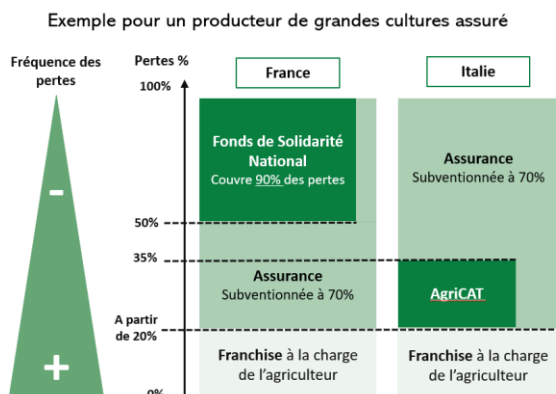 Exemple pour un producteur de grandes cultures assuré
Fréquence des
pertes
-
+
Pertes %
100%
50%
35%
A partir
de 20%
0%
France
Fonds de Solidarité
National
Couvre 90% des pertes
Assurance
Subventionnée à 70%
Franchise à la charge
de l'agriculteur
Italie
Assurance
Subventionnée à 70%
AgriCAT
Franchise à la charge
de l'agriculteur